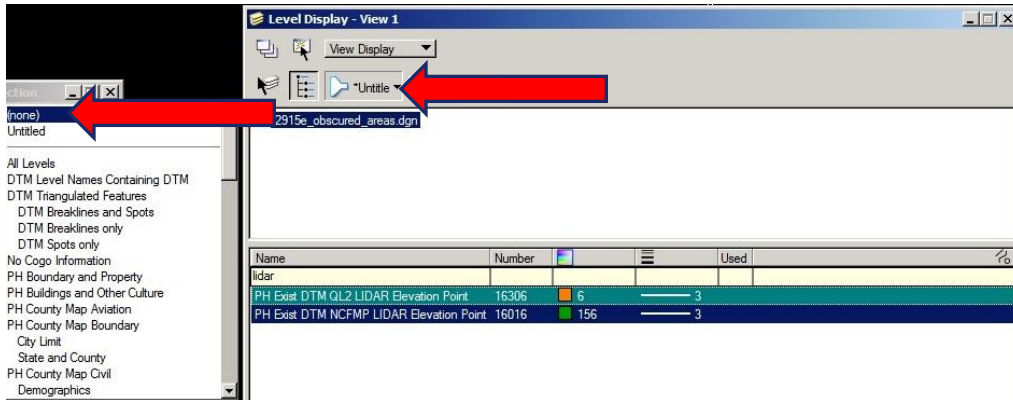 Level Display - View 1
View Display
*Untitle
ction
(none)
Untitled
All Levels
DTM Level Names Containing DTM
DTM Triangulated Features
DTM Breaklines and Spots
DTM Breaklines only
DTM Spots only
No Cogo Information
PH Boundary and Property
PH Buildings and Other Culture
PH County Map Aviation
PH County Map Boundary
City Limit
State and County
PH County Map Civil
Demographics
2915e_obscured_areas.dgn
Name Number Used
lidar
PH Exist DTM QL2 LIDAR Elevation Point 16306 6 3
PH Exist DTM NCFMP LIDAR Elevation Point 16016 156 3